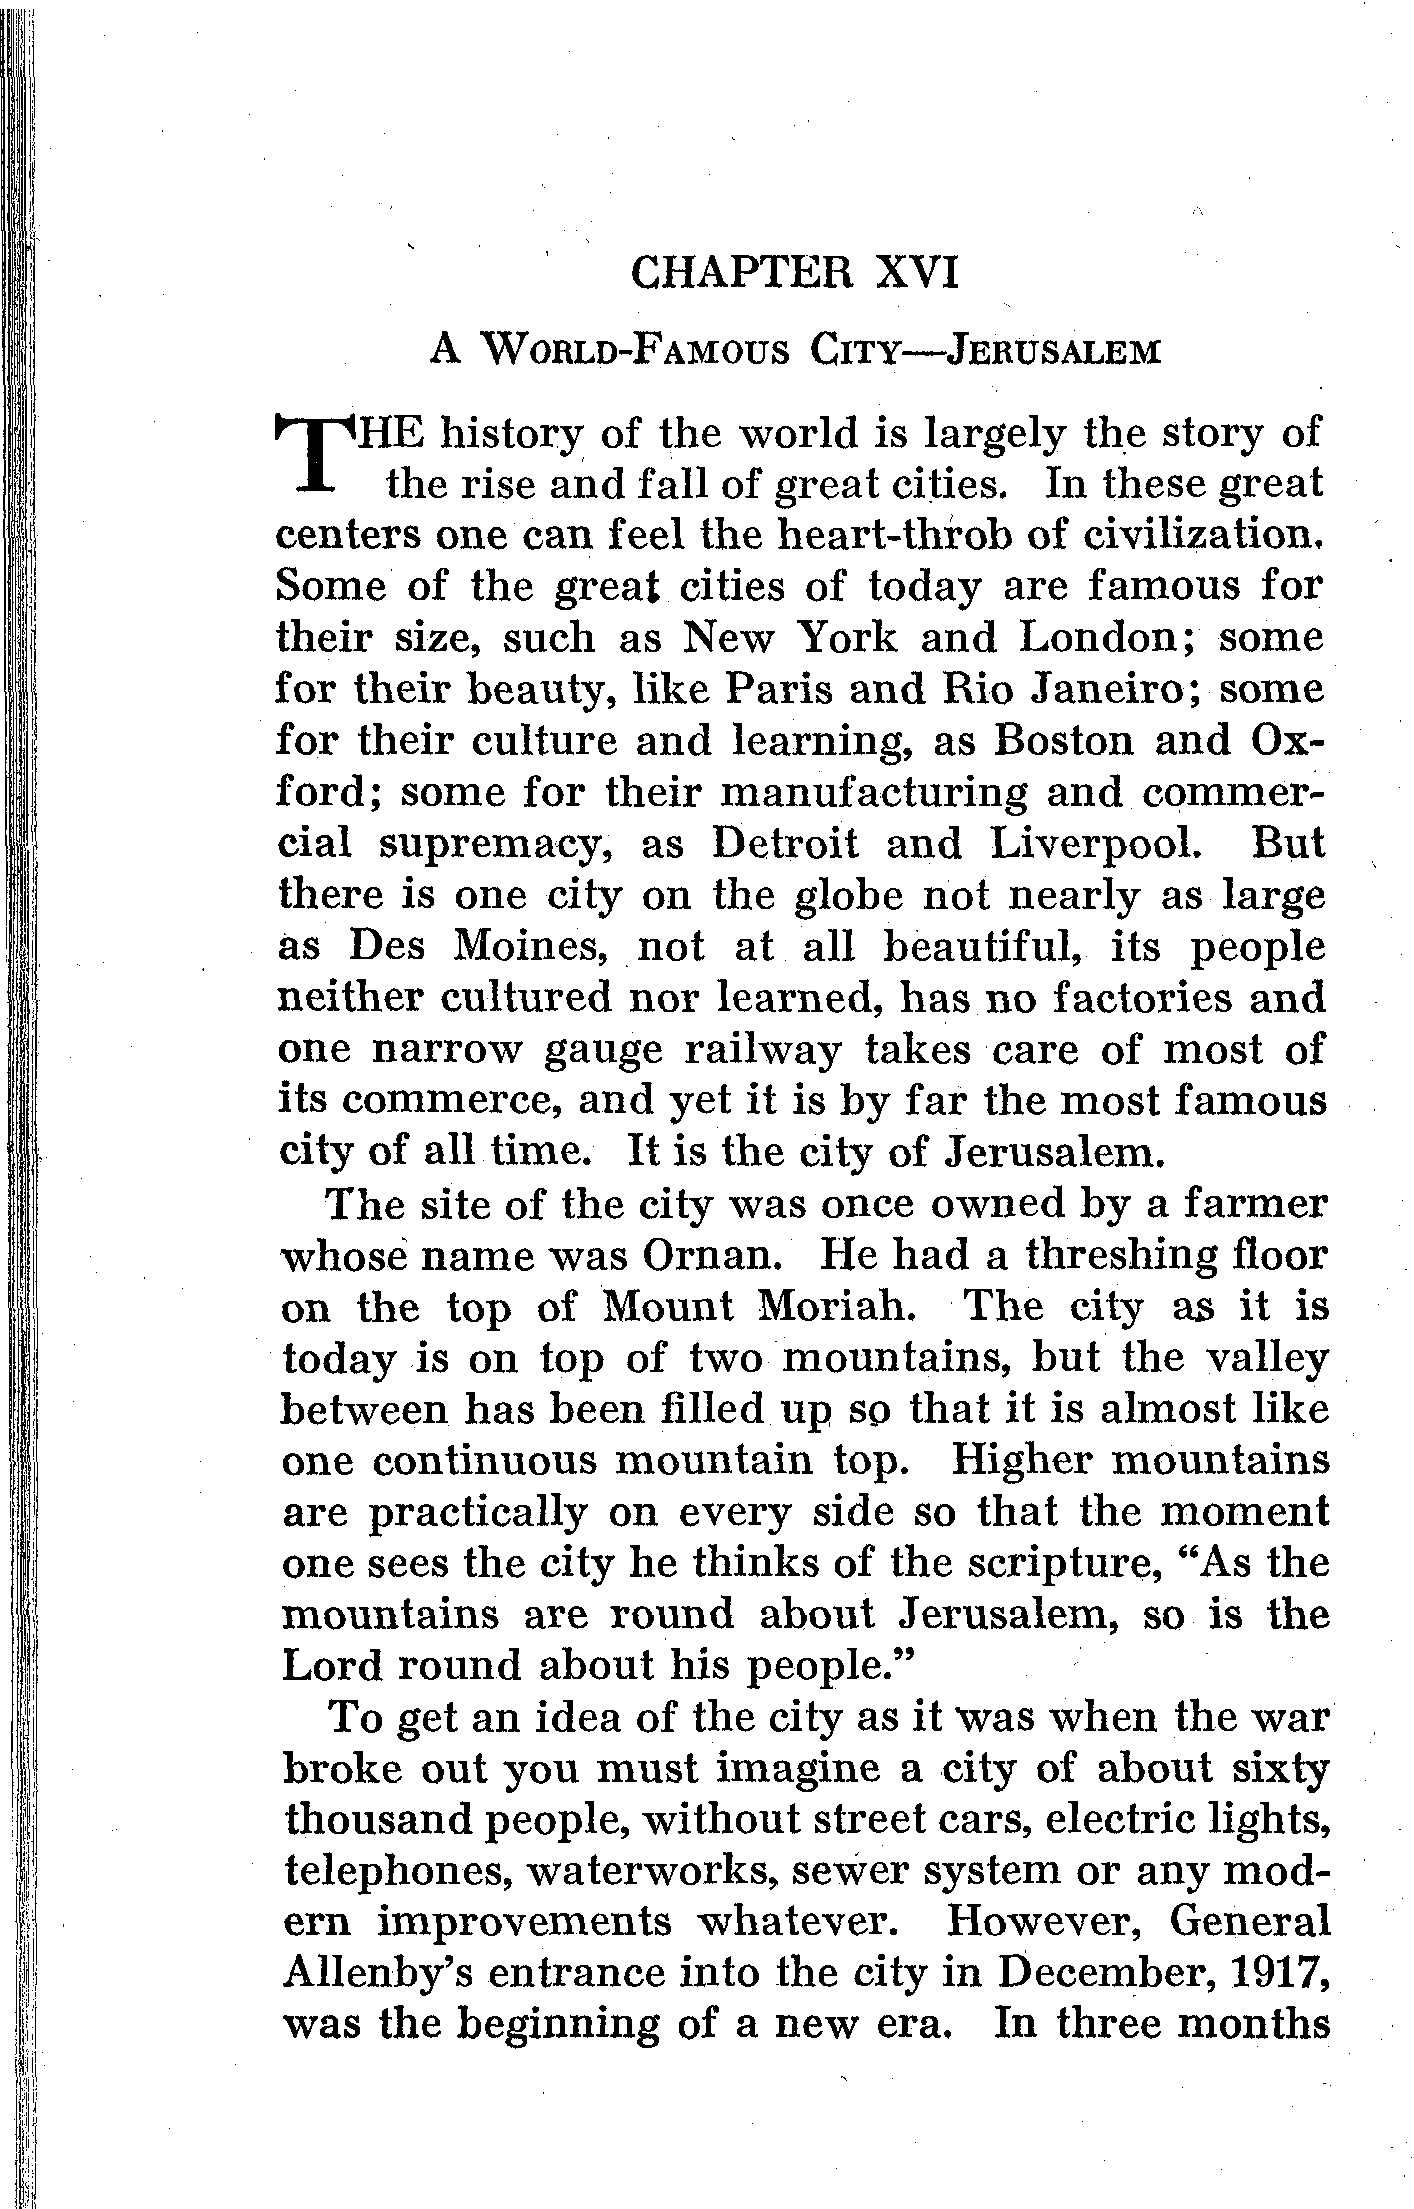 CHAPTER XVI
A WORLD-FAMOUS CITY—JERUSALEM
THE history of the world is largely the story of
the rise and fall of great cities. In these great
centers one can feel the heart-throb of civilization.
Some of the great cities of today are famous for
their size, such as New York and London; some
for their beauty, like Paris and Rio Janeiro; some
for their culture and learning, as Boston and Ox-
ford; some for their manufacturing and commer-
cial supremacy, as Detroit and Liverpool. But
there is one city on the globe not nearly as large
as Des Moines, not at all beautiful, its people
neither cultured nor learned, has no factories and
one narrow gauge railway takes care of most of
its commerce, and yet it is by far the most famous
city of all time. It is the city of Jerusalem.
The site of the city was once owned by a farmer
whose name was Ornan. He had a threshing floor
on the top of Mount Moriah. The city as it is
today is on top of two mountains, but the valley
between has been filled up so that it is almost like
one continuous mountain top. Higher mountains
are practically on every side so that the moment
one sees the city he thinks of the scripture, “As the
mountains are round about Jerusalem, so is the
Lord round about his people.”
To get an idea of the city as it was when the war
broke out you must imagine a city of about sixty
thousand people, without street cars, electric lights,
telephones, waterworks, sewer system or any mod-
ern improvements whatever. However, General
Allenby’s entrance into the city in December, 1917,
was the beginning of a new era. In three months